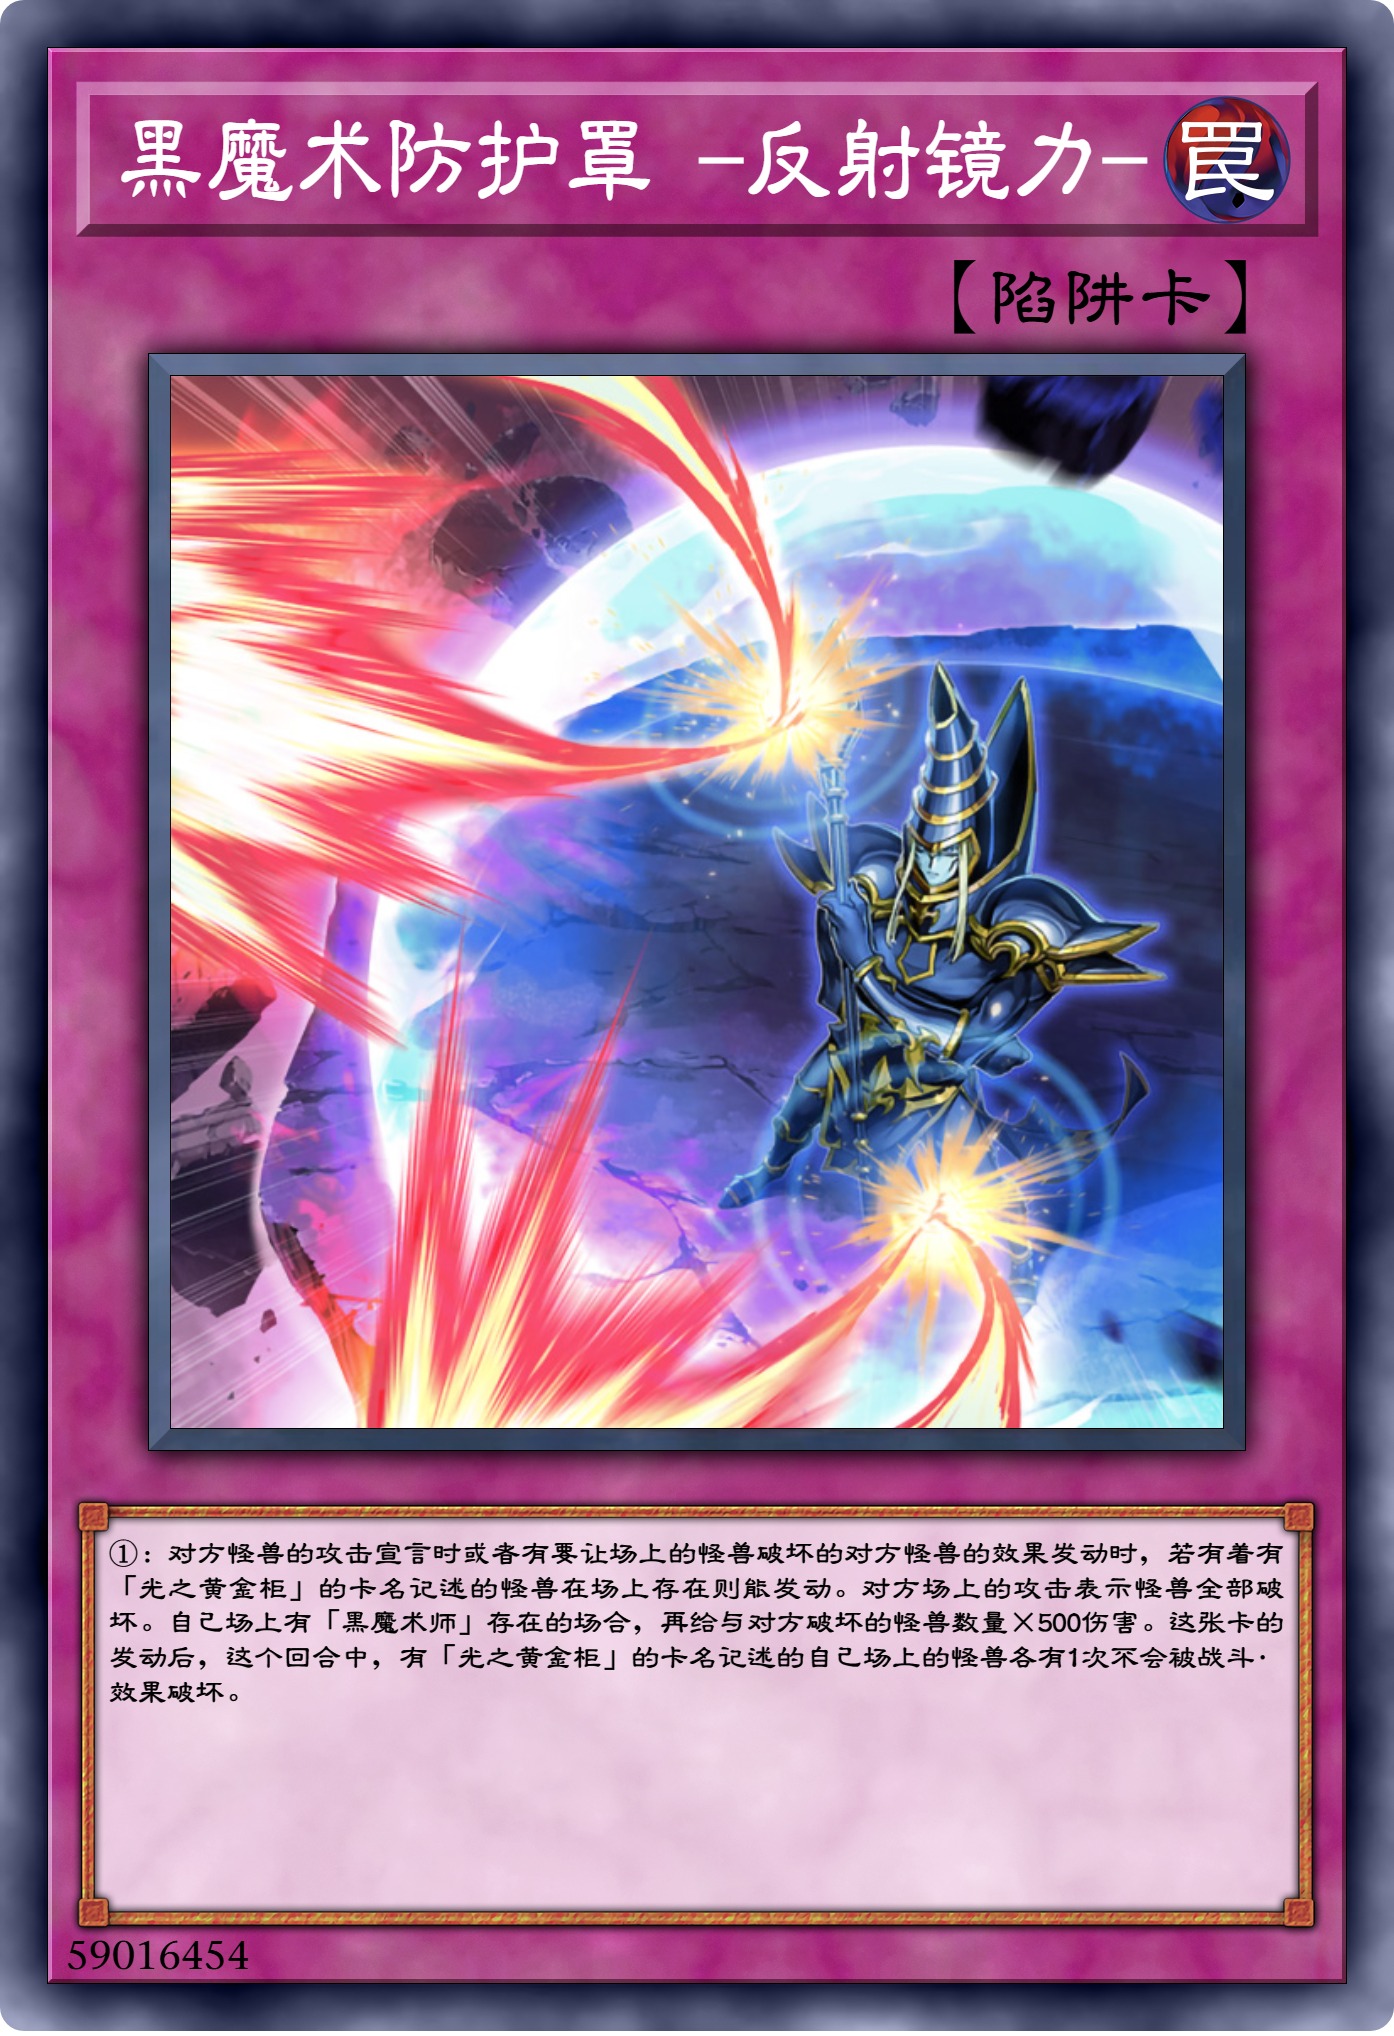 黑魔术防护罩 -反射镜力- 罠
【陷阱卡】
①：对方怪兽的攻击宣言时或者有要让场上的怪兽破坏的对方怪兽的效果发动时，若有着有
「光之黄金柜」的卡名记述的怪兽在场上存在则能发动。对方场上的攻击表示怪兽全部破
坏。自己场上有「黑魔术师」存在的场合，再给与对方破坏的怪兽数量×500伤害。这张卡的
发动后，这个回合中，有「光之黄金柜」的卡名记述的自己场上的怪兽各有1次不会被战斗·
效果破坏。
59016454